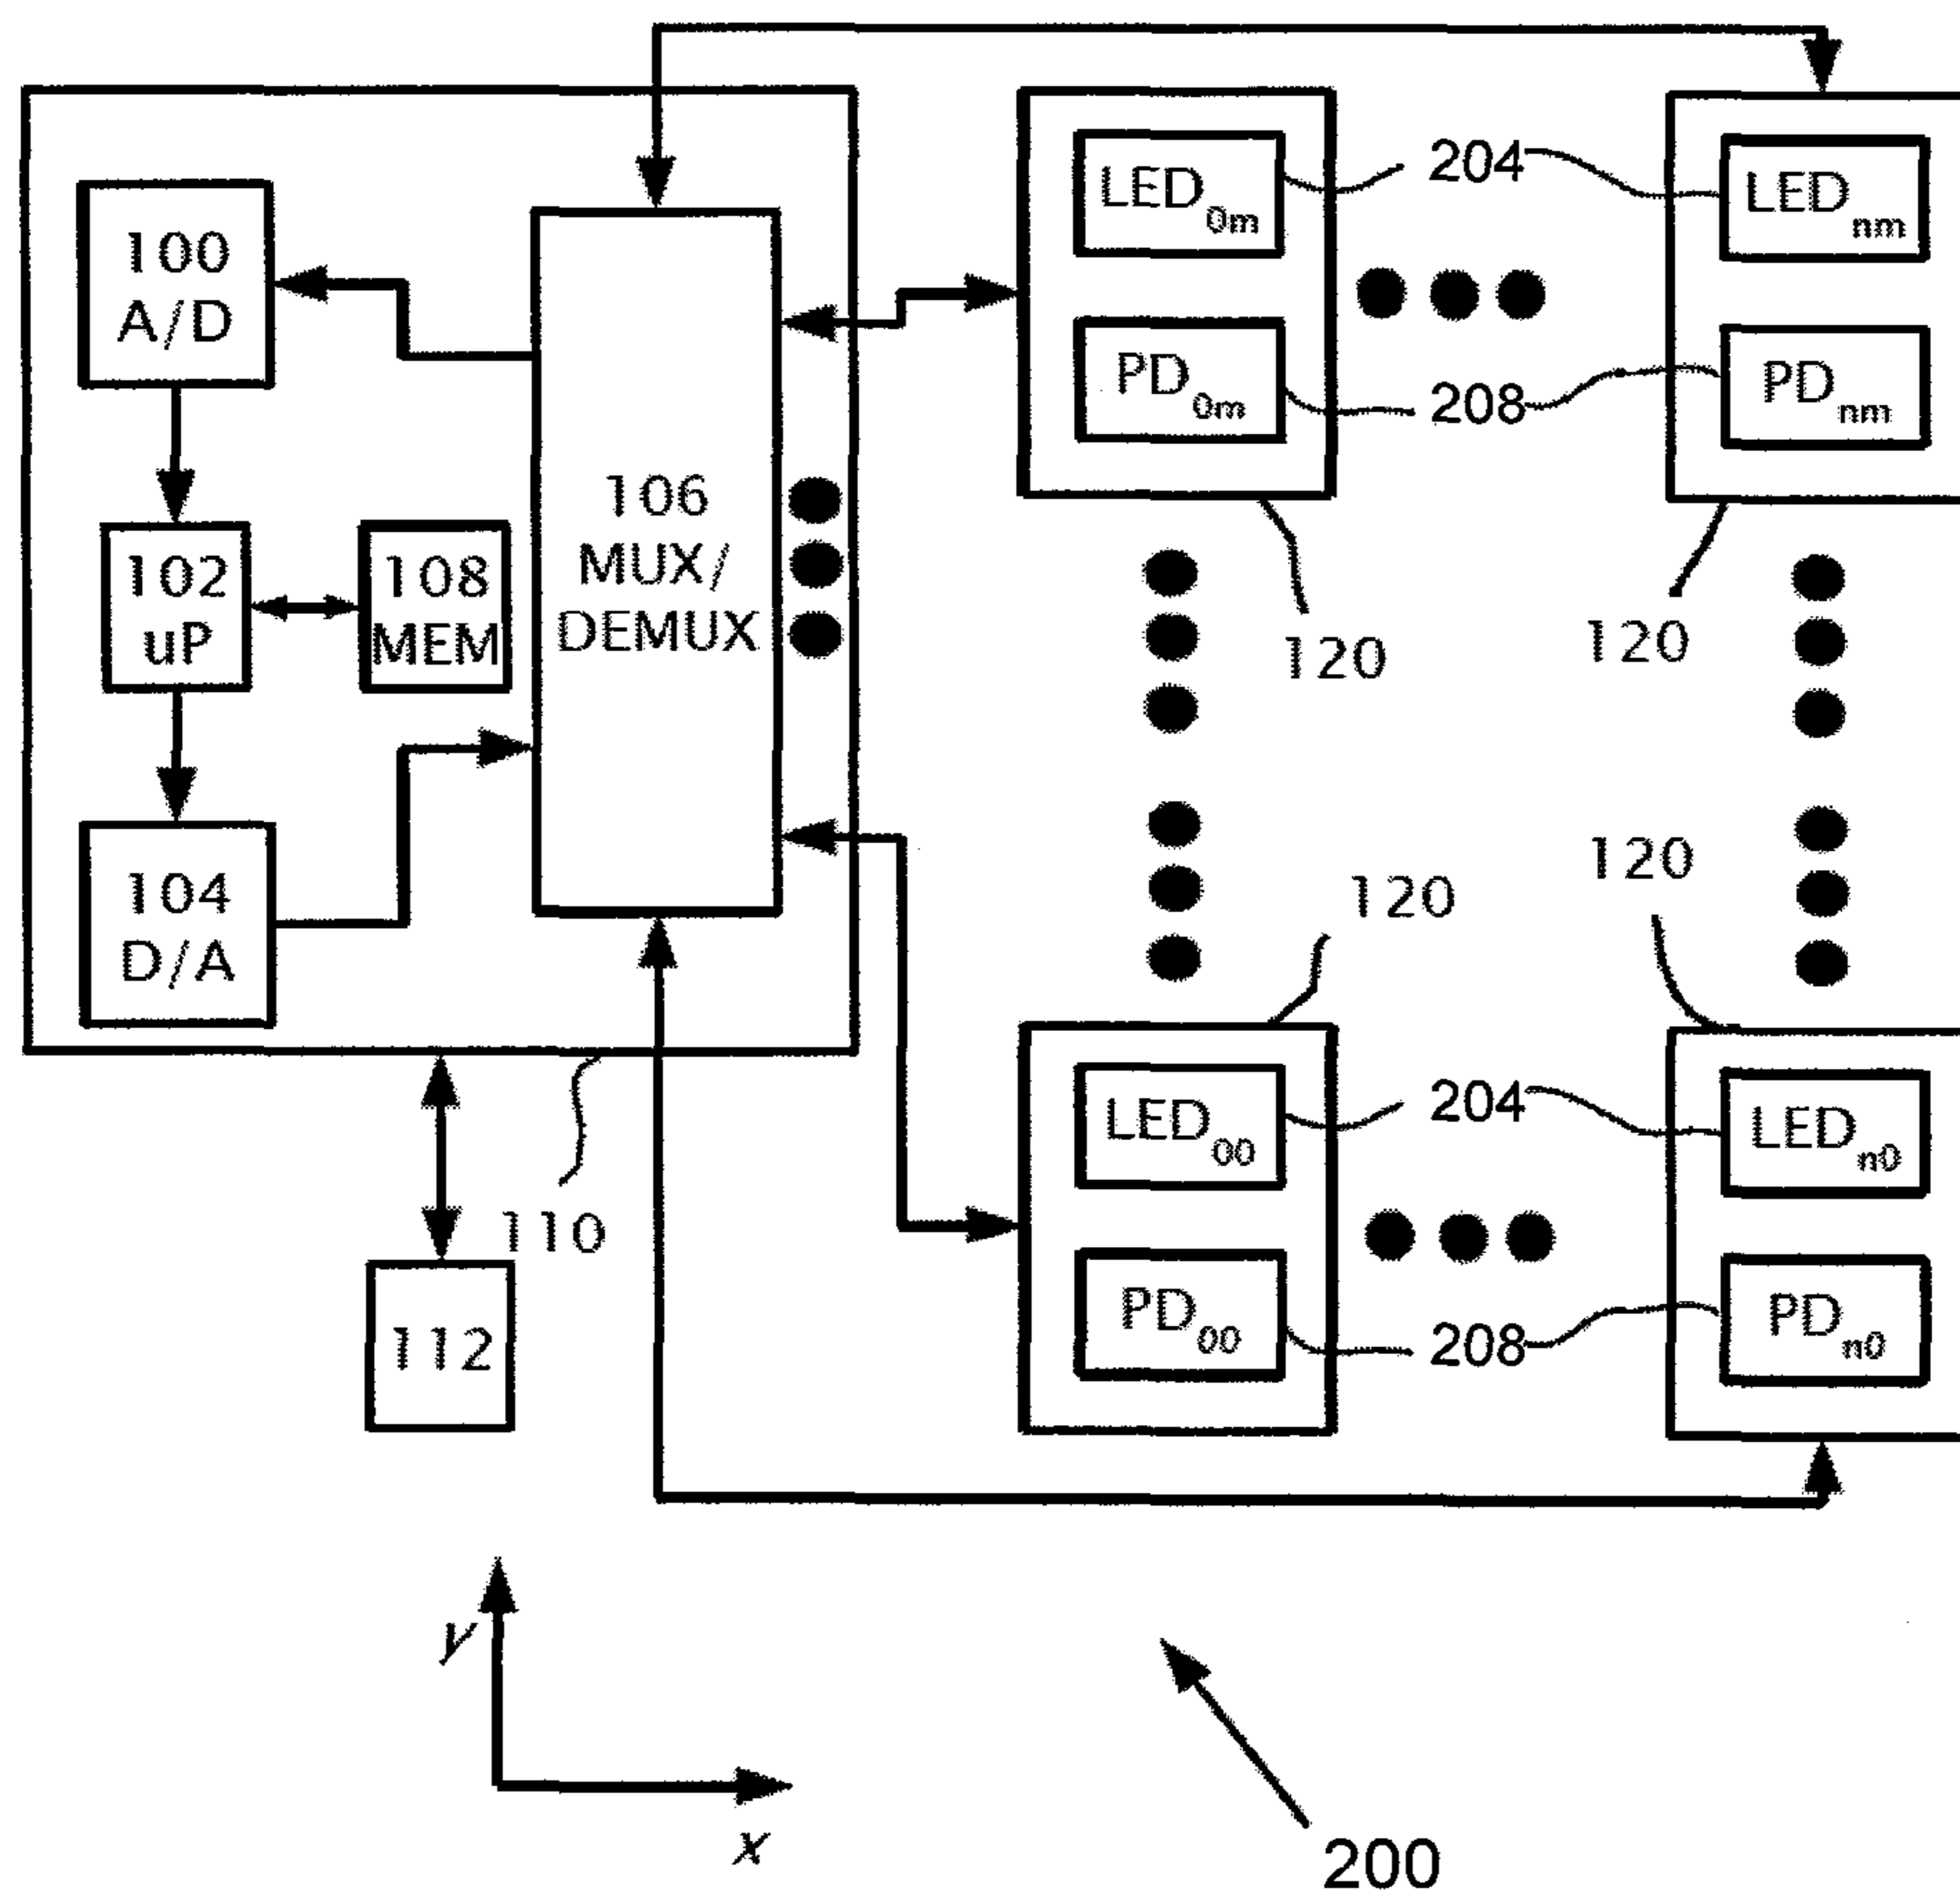 100
A/D
102
uP
108
MEM
104
D/A
106
MUX/
DEMUX
110
112
LED0m
PD0m
204
208
LEDnm
PDnm
120
120
120
120
LED00
PD00
204
208
LEDn0
PDn0
y
x
200